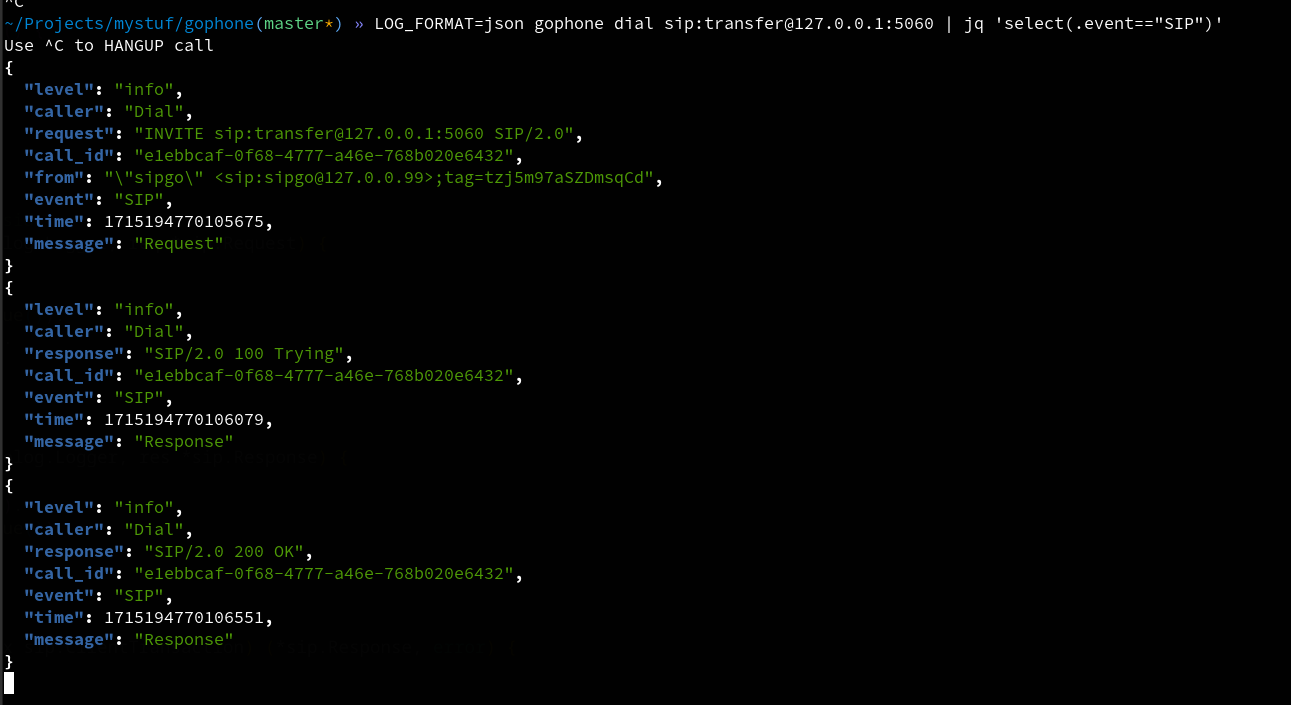 ^C
~/Projects/mystuf/gophone(master*) » LOG_FORMAT=json gophone dial sip:transfer@127.0.0.1:5060 | jq 'select(.event=="SIP")'
Use ^C to HANGUP call
{
  "level": "info",
  "caller": "Dial",
  "request": "INVITE sip:transfer@127.0.0.1:5060 SIP/2.0",
  "call_id": "e1ebbcaf-0f68-4777-a46e-768b020e6432",
  "from": "\"sipgo\" <sip:sipgo@127.0.0.99>;tag=tzj5m97aSZDmsqCd",
  "event": "SIP",
  "time": 1715194770105675,
  "message": "Request"
}
{
  "level": "info",
  "caller": "Dial",
  "response": "SIP/2.0 100 Trying",
  "call_id": "e1ebbcaf-0f68-4777-a46e-768b020e6432",
  "event": "SIP",
  "time": 1715194770106079,
  "message": "Response"
}
{
  "level": "info",
  "caller": "Dial",
  "response": "SIP/2.0 200 OK",
  "call_id": "e1ebbcaf-0f68-4777-a46e-768b020e6432",
  "event": "SIP",
  "time": 1715194770106551,
  "message": "Response"
}